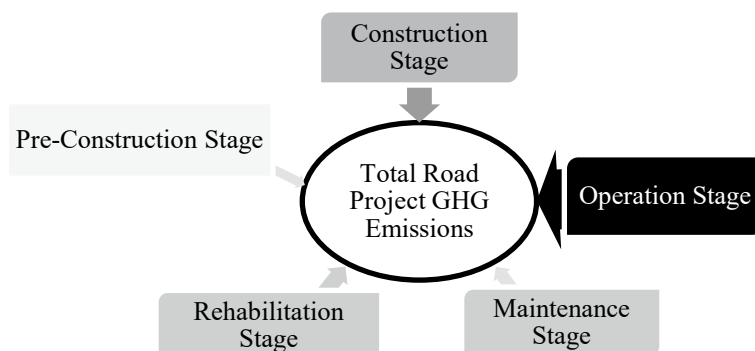 Construction
Stage
Pre-Construction Stage
Total Road
Project GHG
Emissions
Operation Stage
Rehabilitation
Stage
Maintenance
Stage